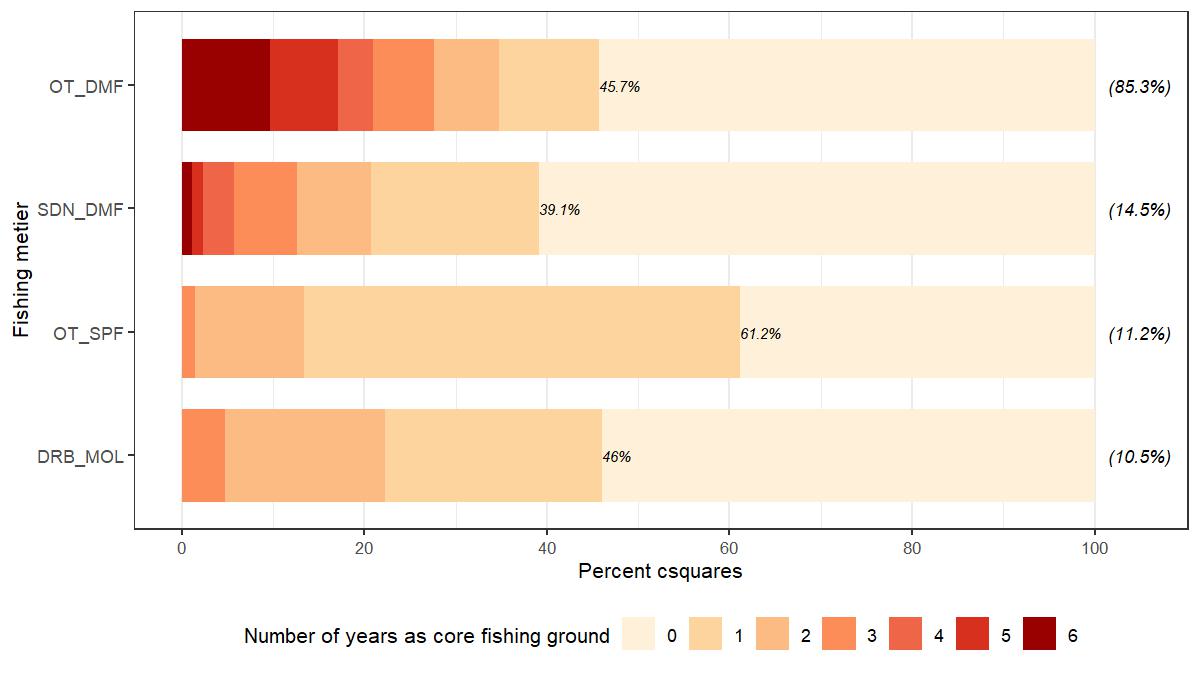 Fishing metier
OT_DMF
45.7%
(85.3%)
SDN_DMF
39.1%
(14.5%)
OT_SPF
61.2%
(11.2%)
DRB_MOL
46%
(10.5%)
0 20 40 60 80 100
Percent csquares
Number of years as core fishing ground 0 1 2 3 4 5 6